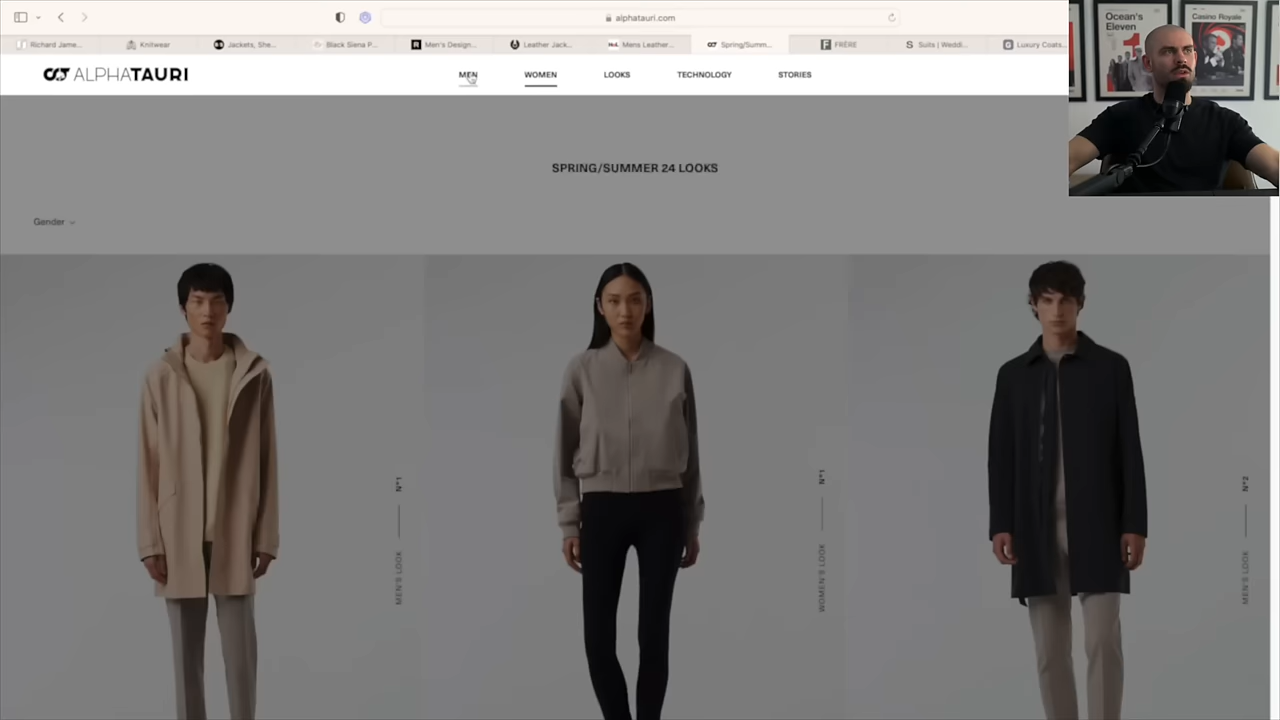 alphatauri.com
Richard Jame...
Knitwear
Jackets, She...
Black Siena P...
Men's Design...
Leather Jack...
Mens Leather...
Spring/Summ...
FRÈRE
Suits | Weddi...
Luxury Coats...
ALPHATAURI
MEN
WOMEN
LOOKS
TECHNOLOGY
STORIES
Ocean's
Eleven
Casino Royale
SPRING/SUMMER 24 LOOKS
Gender
MEN'S LOOK N°1
WOMEN'S LOOK N°1
MEN'S LOOK N°2